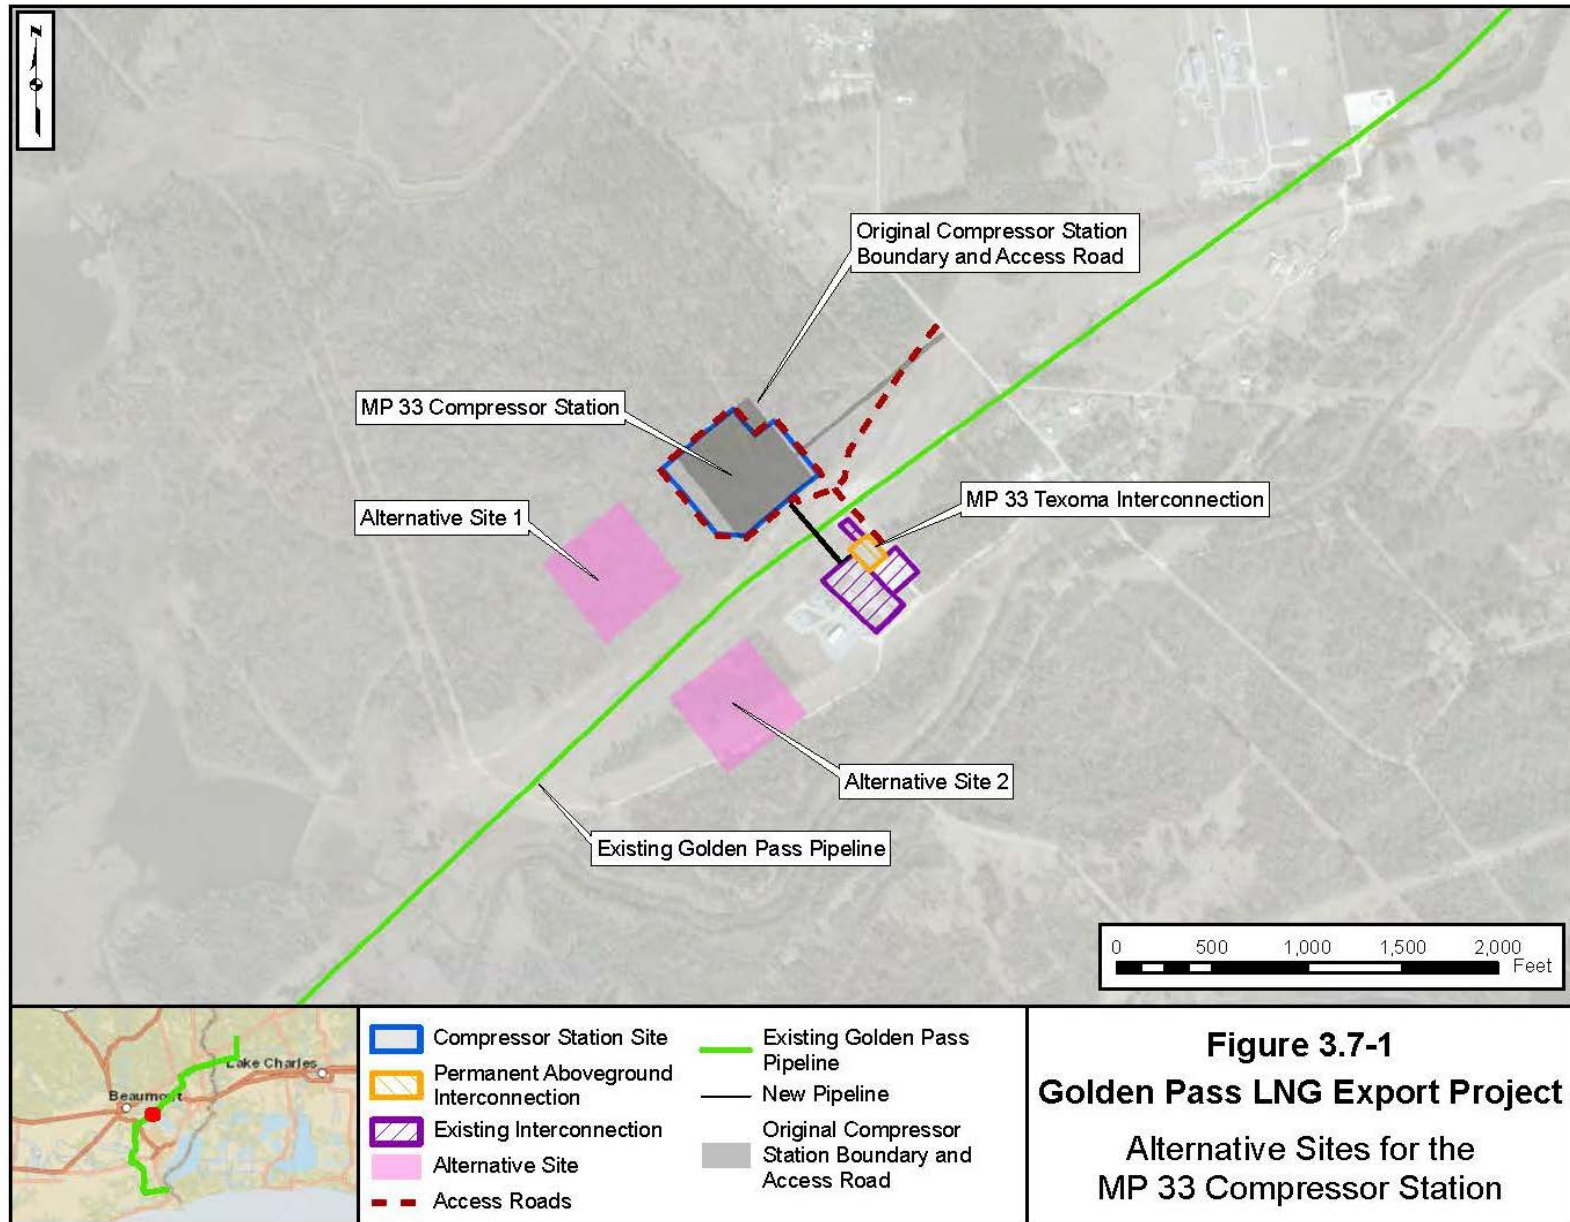 N
Original Compressor Station
Boundary and Access Road
MP 33 Compressor Station
MP 33 Texoma Interconnection
Alternative Site 1
Alternative Site 2
Existing Golden Pass Pipeline
0 500 1,000 1,500 2,000
Feet
Lake Charles
Beaumont
Compressor Station Site
Permanent Aboveground
Interconnection
Existing Interconnection
Alternative Site
Access Roads
Existing Golden Pass
Pipeline
New Pipeline
Original Compressor
Station Boundary and
Access Road
Figure 3.7-1
Golden Pass LNG Export Project
Alternative Sites for the
MP 33 Compressor Station